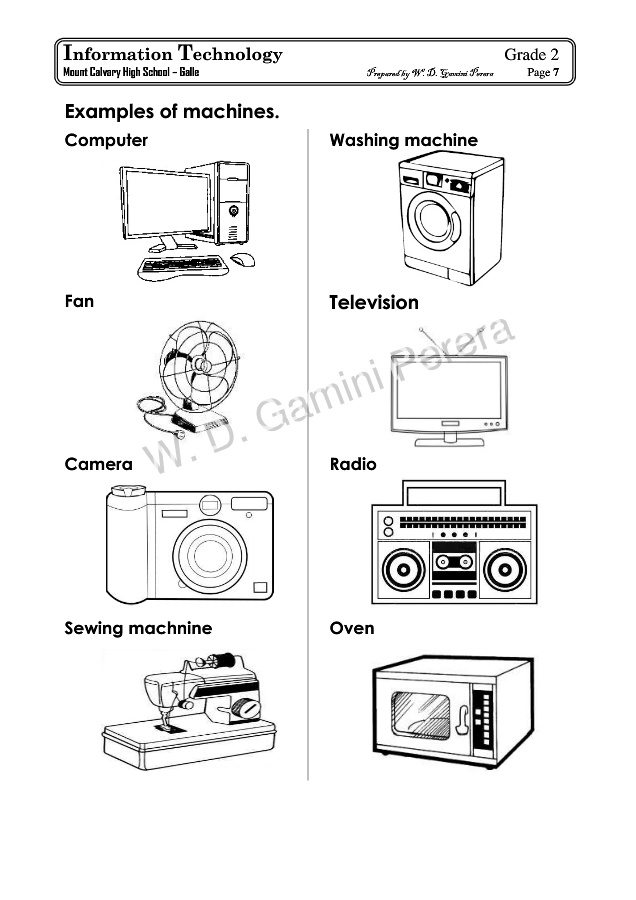 Information Technology
Grade 2
Mount Calvary High School – Galle
Prepared by W. D. Gamini Perera
Page 7
Examples of machines.
Computer
Washing machine
Fan
Television
W. D. Gamini Perera
Camera
Radio
Sewing machnine
Oven